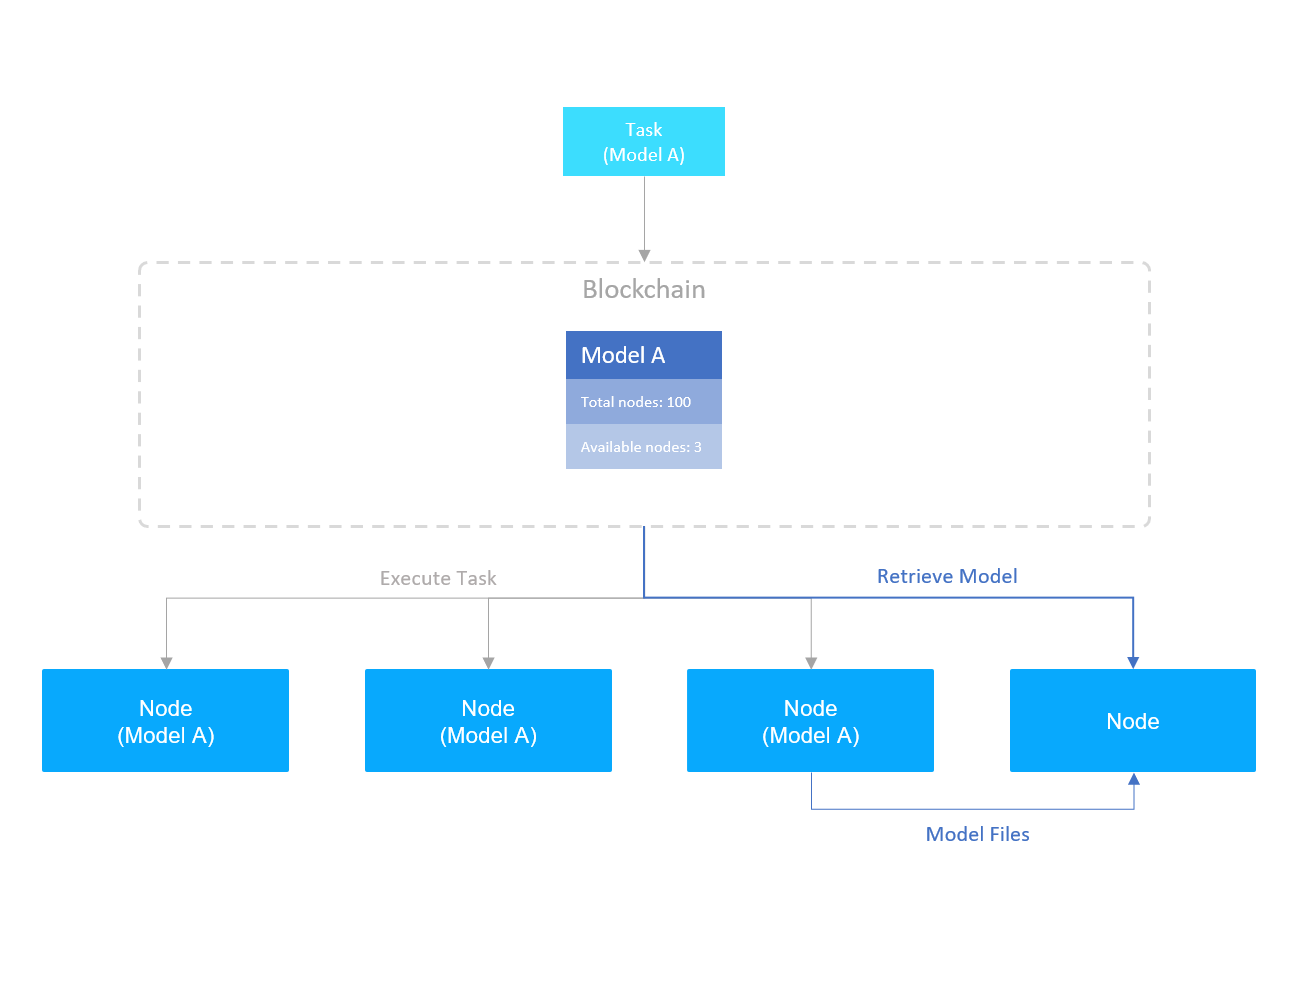 Task
(Model A)
Blockchain
Model A
Total nodes: 100
Available nodes: 3
Execute Task
Retrieve Model
Node
(Model A)
Node
(Model A)
Node
(Model A)
Node
Model Files